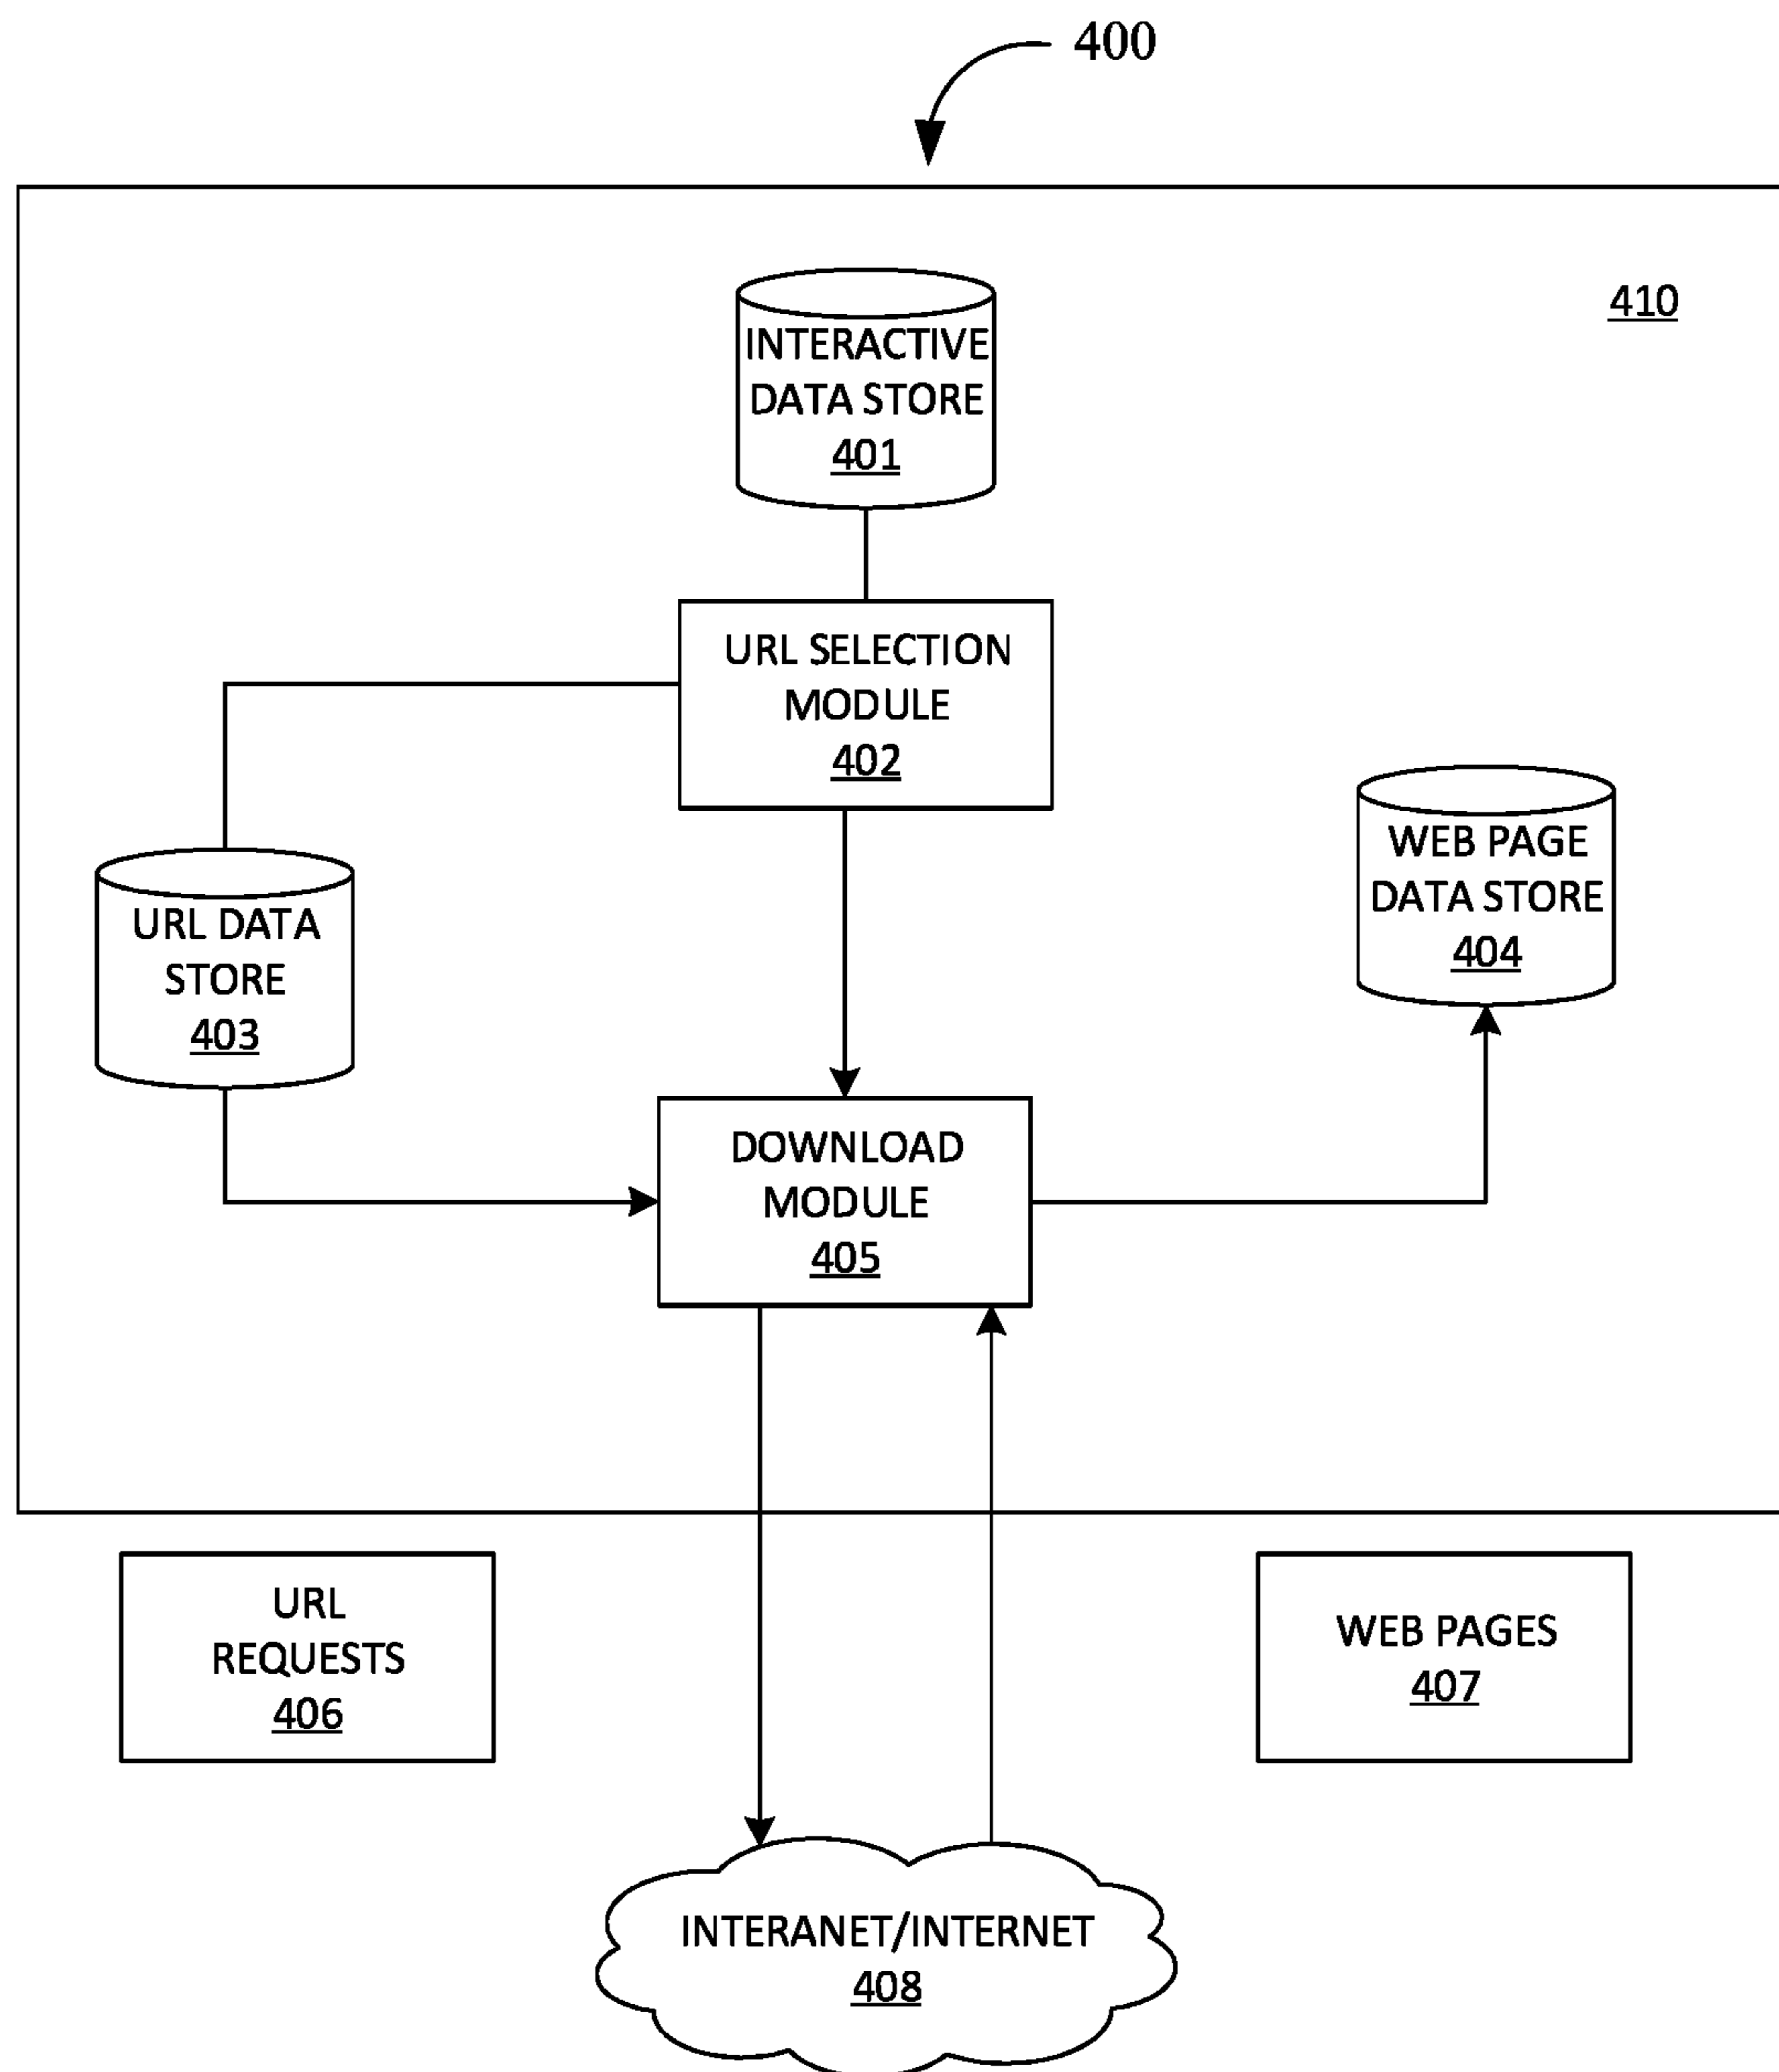 400
410
INTERACTIVE
DATA STORE
401
URL SELECTION
MODULE
402
WEB PAGE
DATA STORE
404
URL DATA
STORE
403
DOWNLOAD
MODULE
405
URL
REQUESTS
406
WEB PAGES
407
INTERANET/INTERNET
408